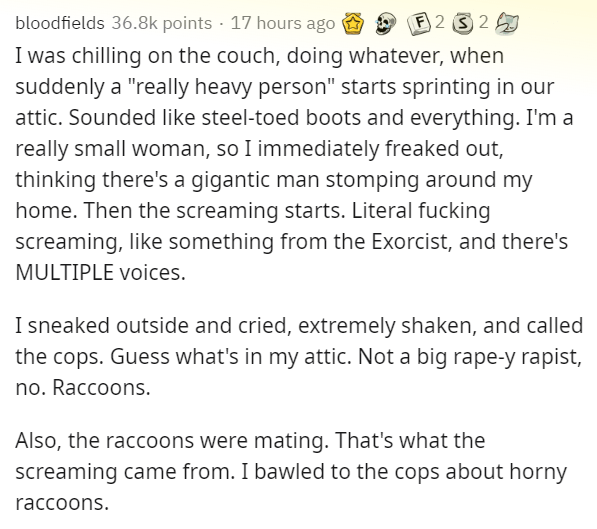 bloodfields 36.8k points · 17 hours ago F 2 S 2
I was chilling on the couch, doing whatever, when
suddenly a "really heavy person" starts sprinting in our
attic. Sounded like steel-toed boots and everything. I'm a
really small woman, so I immediately freaked out,
thinking there's a gigantic man stomping around my
home. Then the screaming starts. Literal fucking
screaming, like something from the Exorcist, and there's
MULTIPLE voices.
I sneaked outside and cried, extremely shaken, and called
the cops. Guess what's in my attic. Not a big rape-y rapist,
no. Raccoons.
Also, the raccoons were mating. That's what the
screaming came from. I bawled to the cops about horny
raccoons.